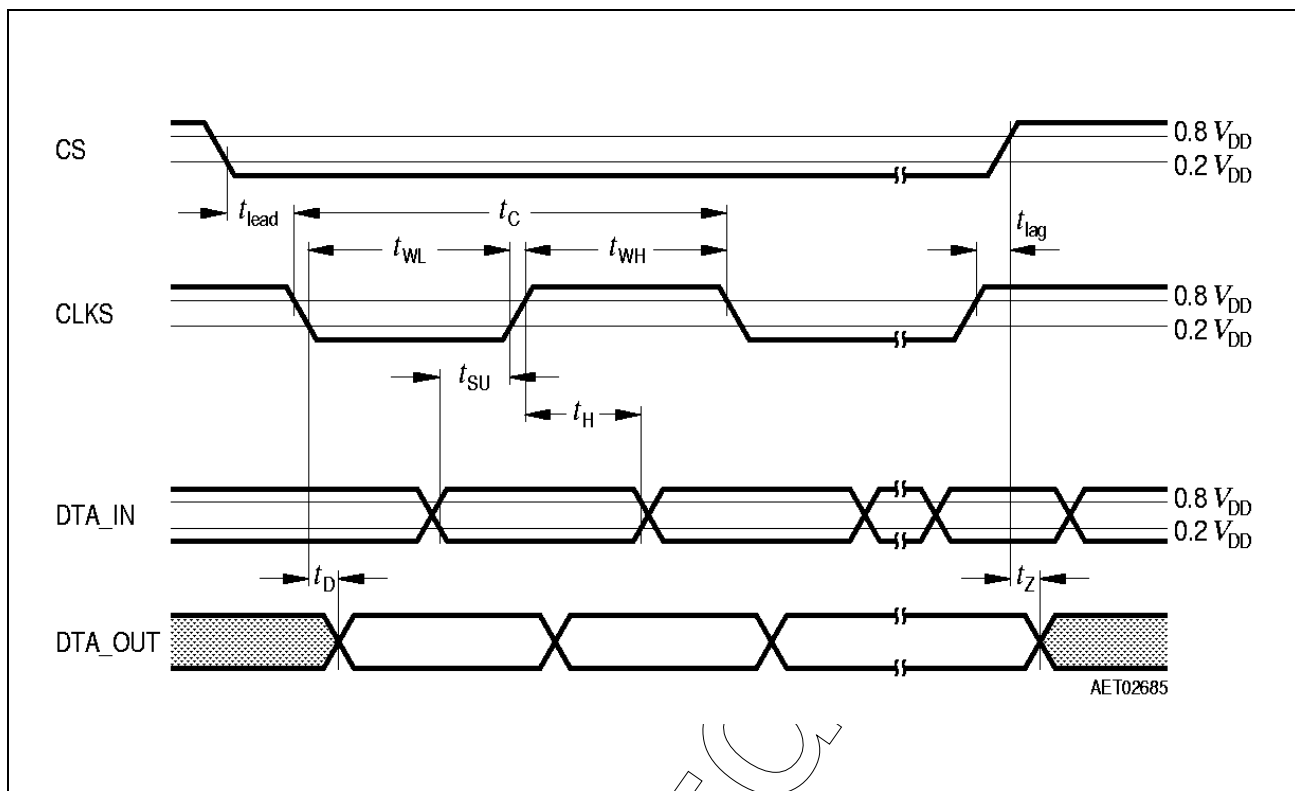 CS
0.8 VDD
0.2 VDD
tlead
tC
tlag
tWL
tWH
CLKS
0.8 VDD
0.2 VDD
tSU
tH
DTA_IN
0.8 VDD
0.2 VDD
tD
tZ
DTA_OUT
AET02685